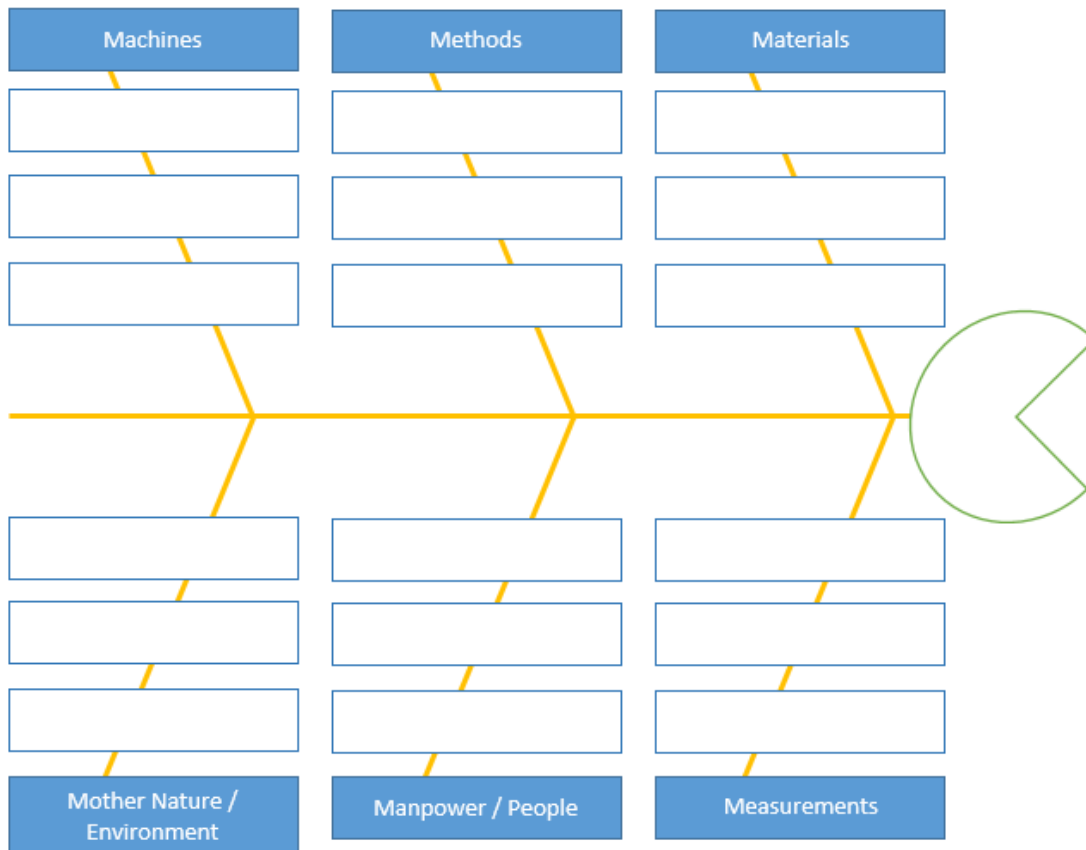 Machines
Methods
Materials
Mother Nature /
Environment
Manpower / People
Measurements